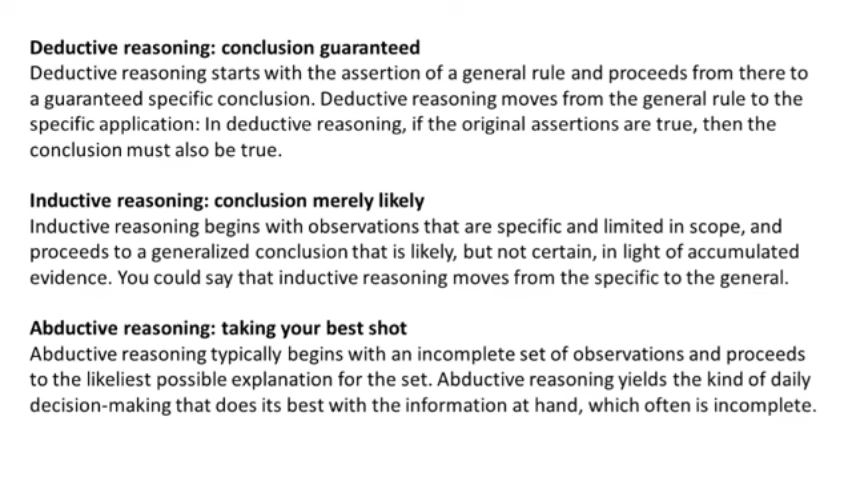 Deductive reasoning: conclusion guaranteed
Deductive reasoning starts with the assertion of a general rule and proceeds from there to
a guaranteed specific conclusion. Deductive reasoning moves from the general rule to the
specific application: In deductive reasoning, if the original assertions are true, then the
conclusion must also be true.
Inductive reasoning: conclusion merely likely
Inductive reasoning begins with observations that are specific and limited in scope, and
proceeds to a generalized conclusion that is likely, but not certain, in light of accumulated
evidence. You could say that inductive reasoning moves from the specific to the general.
Abductive reasoning: taking your best shot
Abductive reasoning typically begins with an incomplete set of observations and proceeds
to the likeliest possible explanation for the set. Abductive reasoning yields the kind of daily
decision-making that does its best with the information at hand, which often is incomplete.